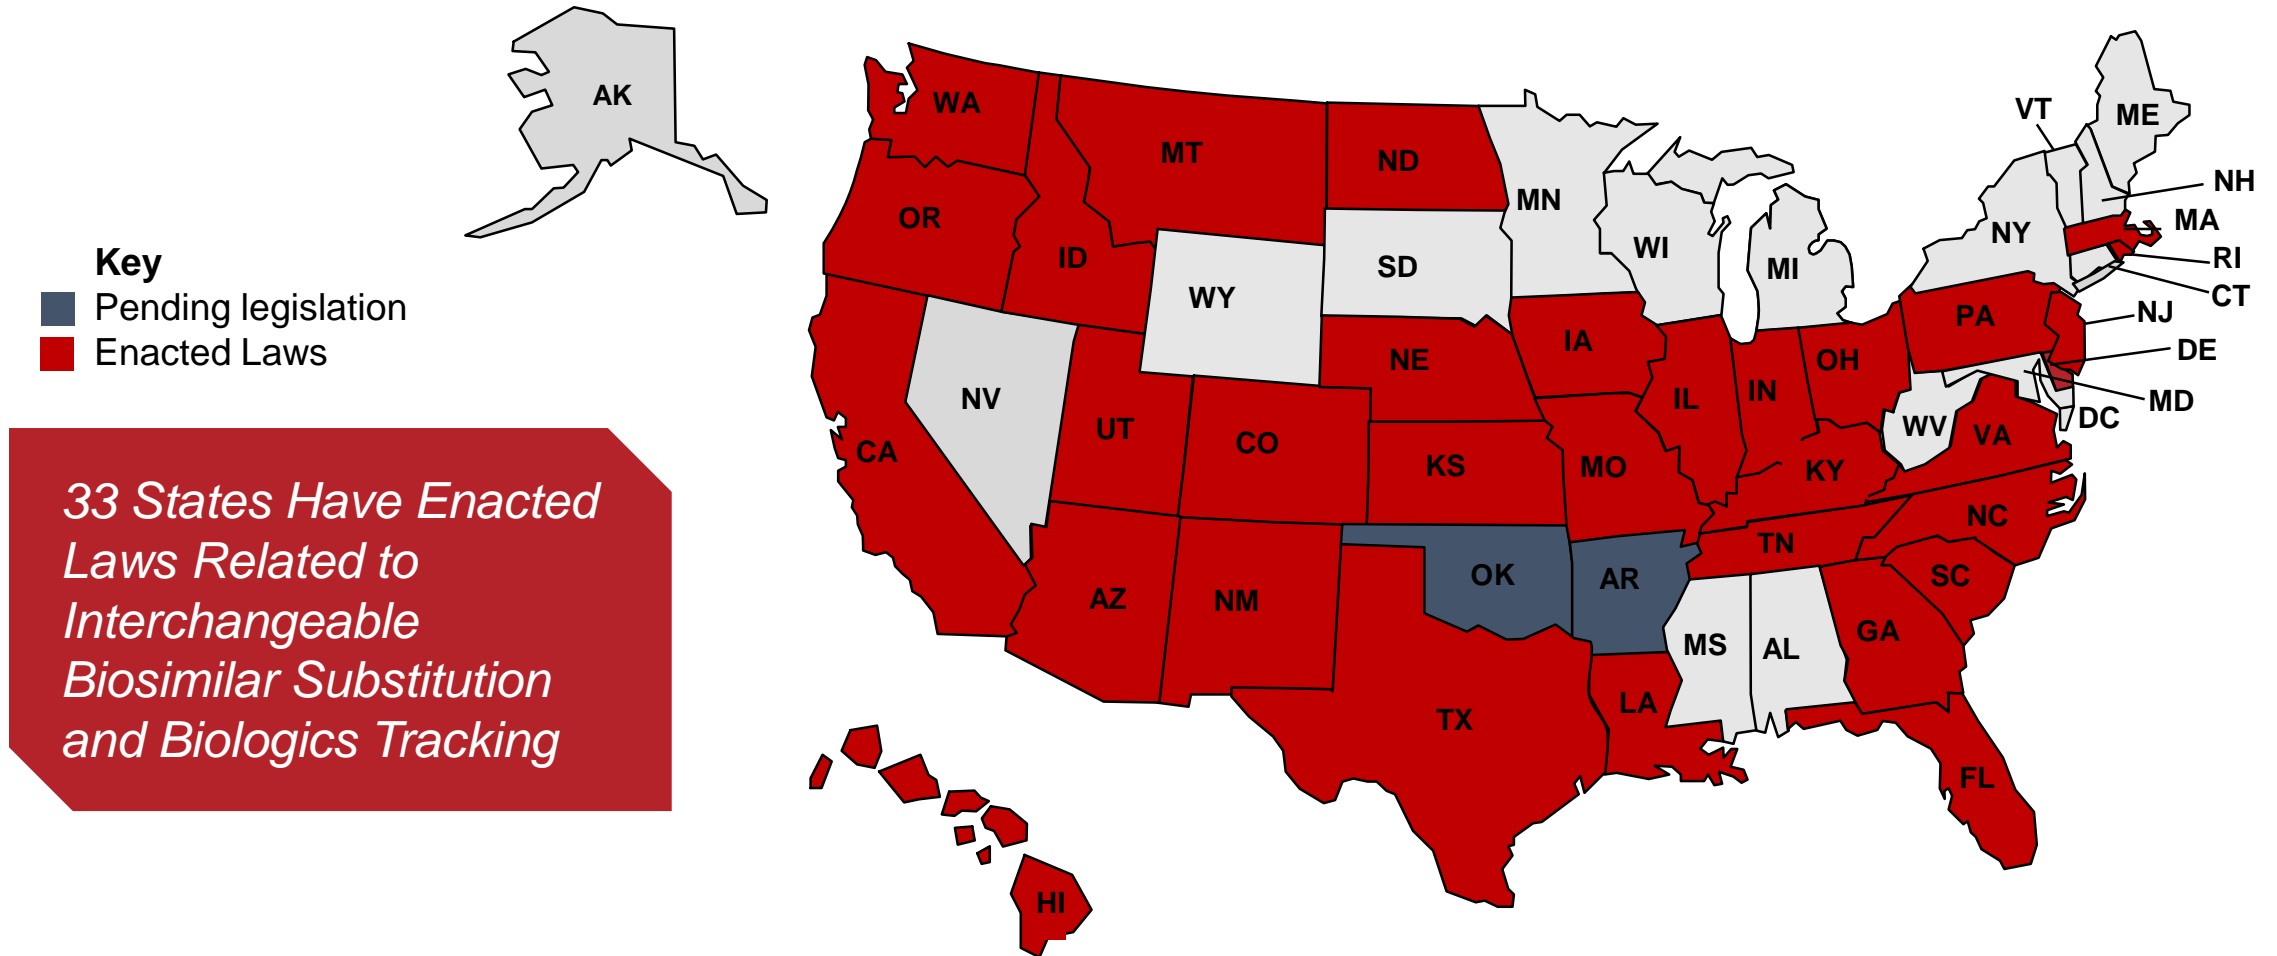 AK
WA
MT
ND
MN
VT
ME
NH
MA
RI
CT
NY
OR
ID
WI
MI
SD
WY
Key
Pending legislation
Enacted Laws
PA
NJ
DE
MD
DC
NE
IA
IL
IN
OH
NV
UT
CO
CA
KS
MO
KY
WV
VA
NC
TN
SC
OK
AR
AZ
NM
MS
AL
GA
LA
TX
FL
HI
33 States Have Enacted
Laws Related to
Interchangeable
Biosimilar Substitution
and Biologics Tracking